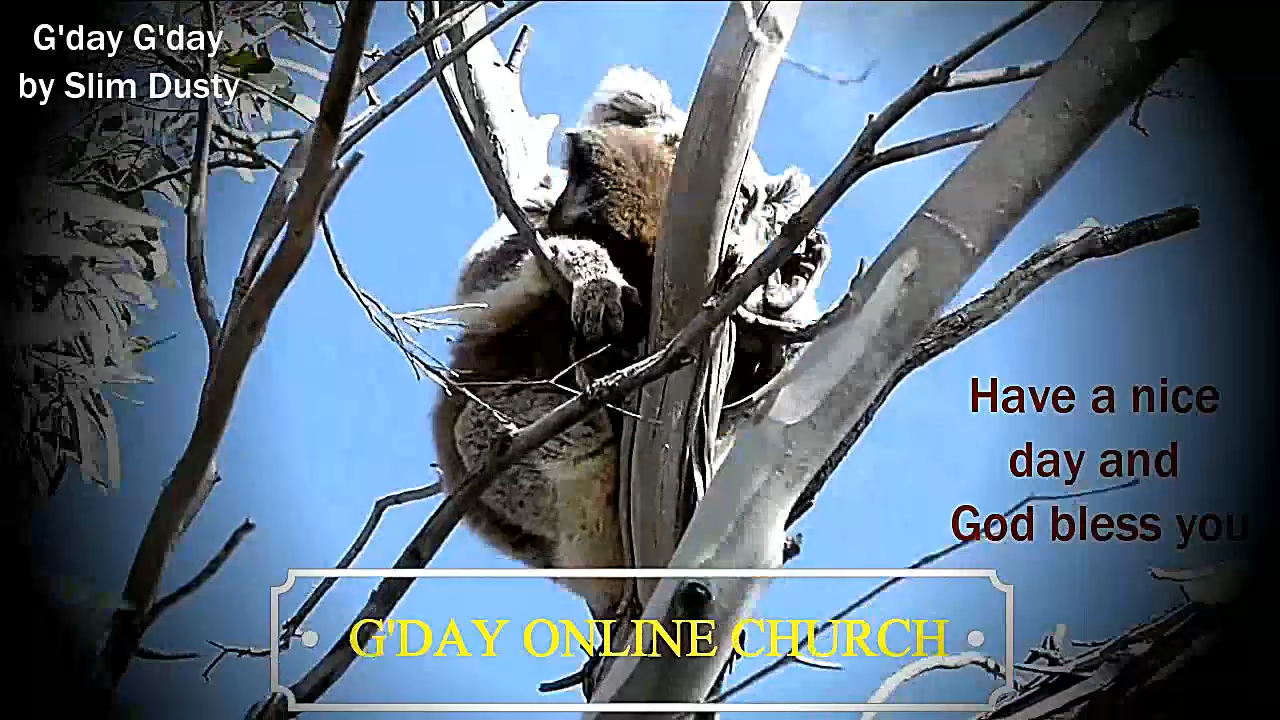 G'day G'day
by Slim Dusty
Have a nice
day and
God bless you
G'DAY ONLINE CHURCH